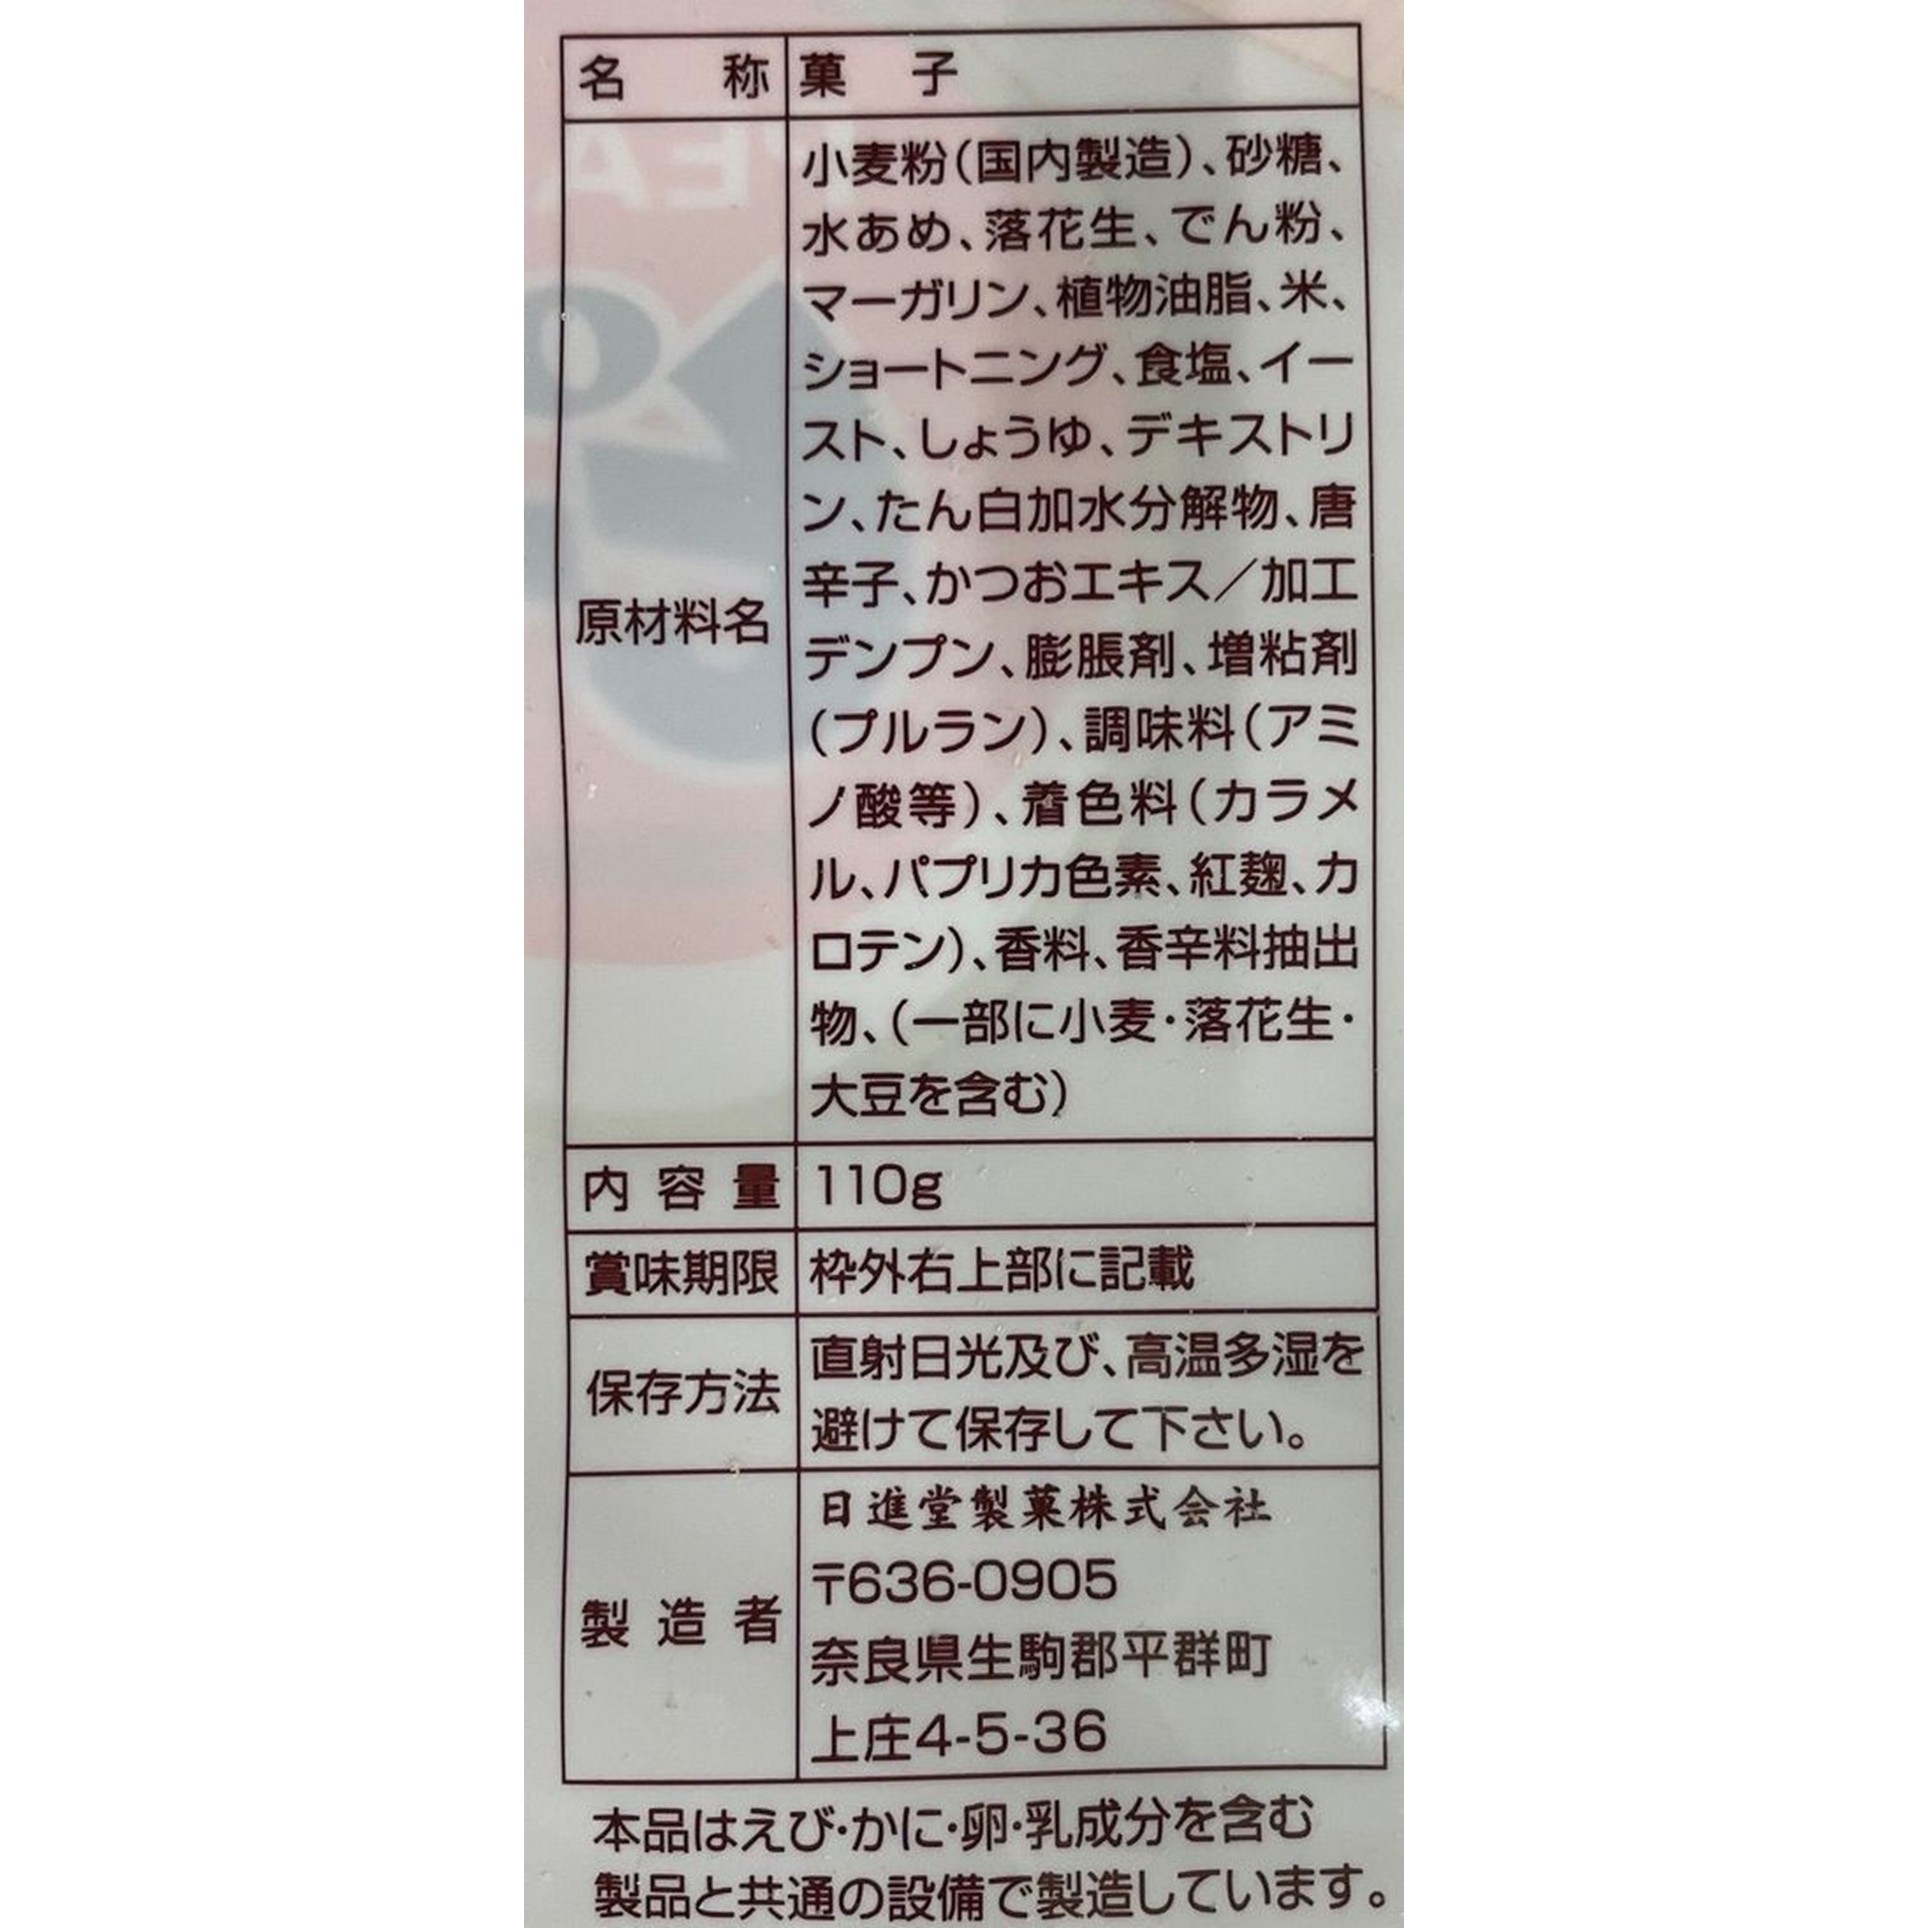 名称 菓子
原材料名
小麦粉(国内製造)、砂糖、
水あめ、落花生、でん粉、
マーガリン、植物油脂、米、
ショートニング、食塩、イー
スト、しょうゆ、デキストリ
ン、たん白加水分解物、唐
辛子、かつおエキス/加工
デンプン、膨脹剤、増粘剤
(プルラン)、調味料(アミ
ノ酸等)、着色料(カラメ
ル、パプリカ色素、紅麹、カ
ロテン)、香料、香辛料抽出
物、(一部に小麦・落花生・
大豆を含む)
内容量 110g
賞味期限 枠外右上部に記載
保存方法
直射日光及び、高温多湿を
避けて保存して下さい。
製造者
日進堂製菓株式会社
〒636-0905
奈良県生駒郡平群町
上庄4-5-36
本品はえび・かに・卵・乳成分を含む
製品と共通の設備で製造しています。